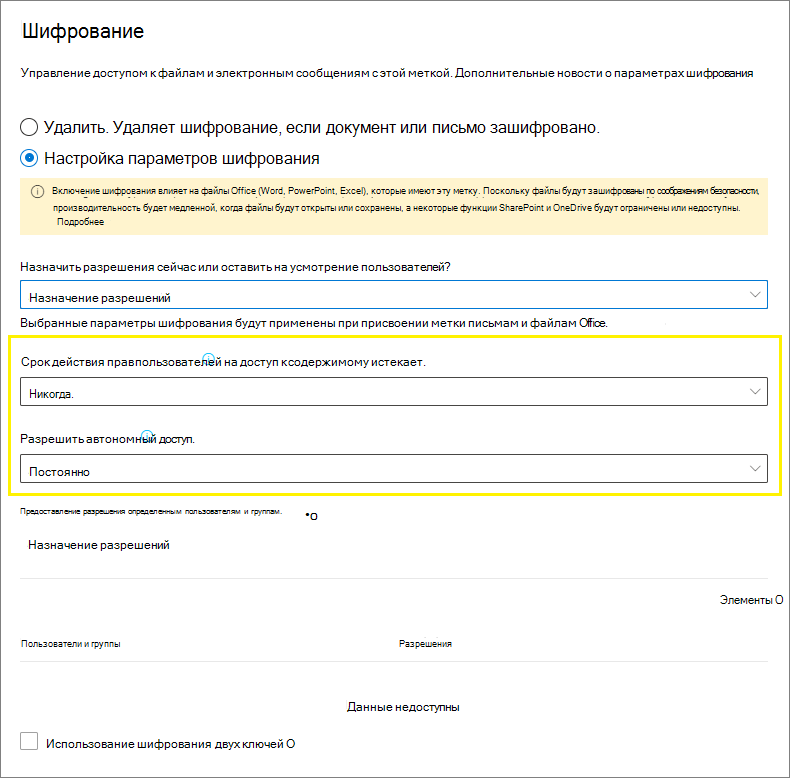 Шифрование
Управление доступом к файлам и электронным сообщениям с этой меткой. Дополнительные новости о параметрах шифрования
Удалить. Удаляет шифрование, если документ или письмо зашифровано.
Настройка параметров шифрования
Включение шифрования влияет на файлы Office (Word, PowerPoint, Excel), которые имеют эту метку. Поскольку файлы будут зашифрованы по соображениям безопасности,
производительность будет медленной, когда файлы будут открыты или сохранены, а некоторые функции SharePoint и OneDrive будут ограничены или недоступны.
Подробнее
Назначить разрешения сейчас или оставить на усмотрение пользователей?
Назначение разрешений
Выбранные параметры шифрования будут применены при присвоении метки письмам и файлам Office.
Срок действия прав пользователей на доступ к содержимому истекает.
Никогда.
Разрешить автономный доступ.
Постоянно
Предоставление разрешения определенным пользователям и группам. *О
Назначение разрешений
Элементы О
Пользователи и группы Разрешения
Данные недоступны
Использование шифрования двух ключей О